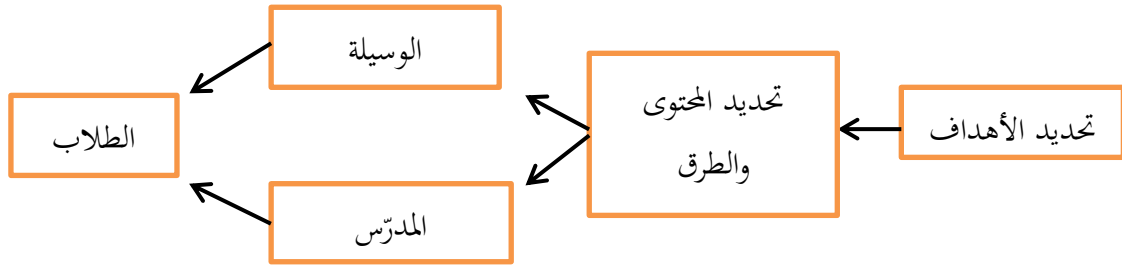 تحديد الأهداف
تحديد المحتوى
والطرق
الوسيلة
المدرّس
الطلاب